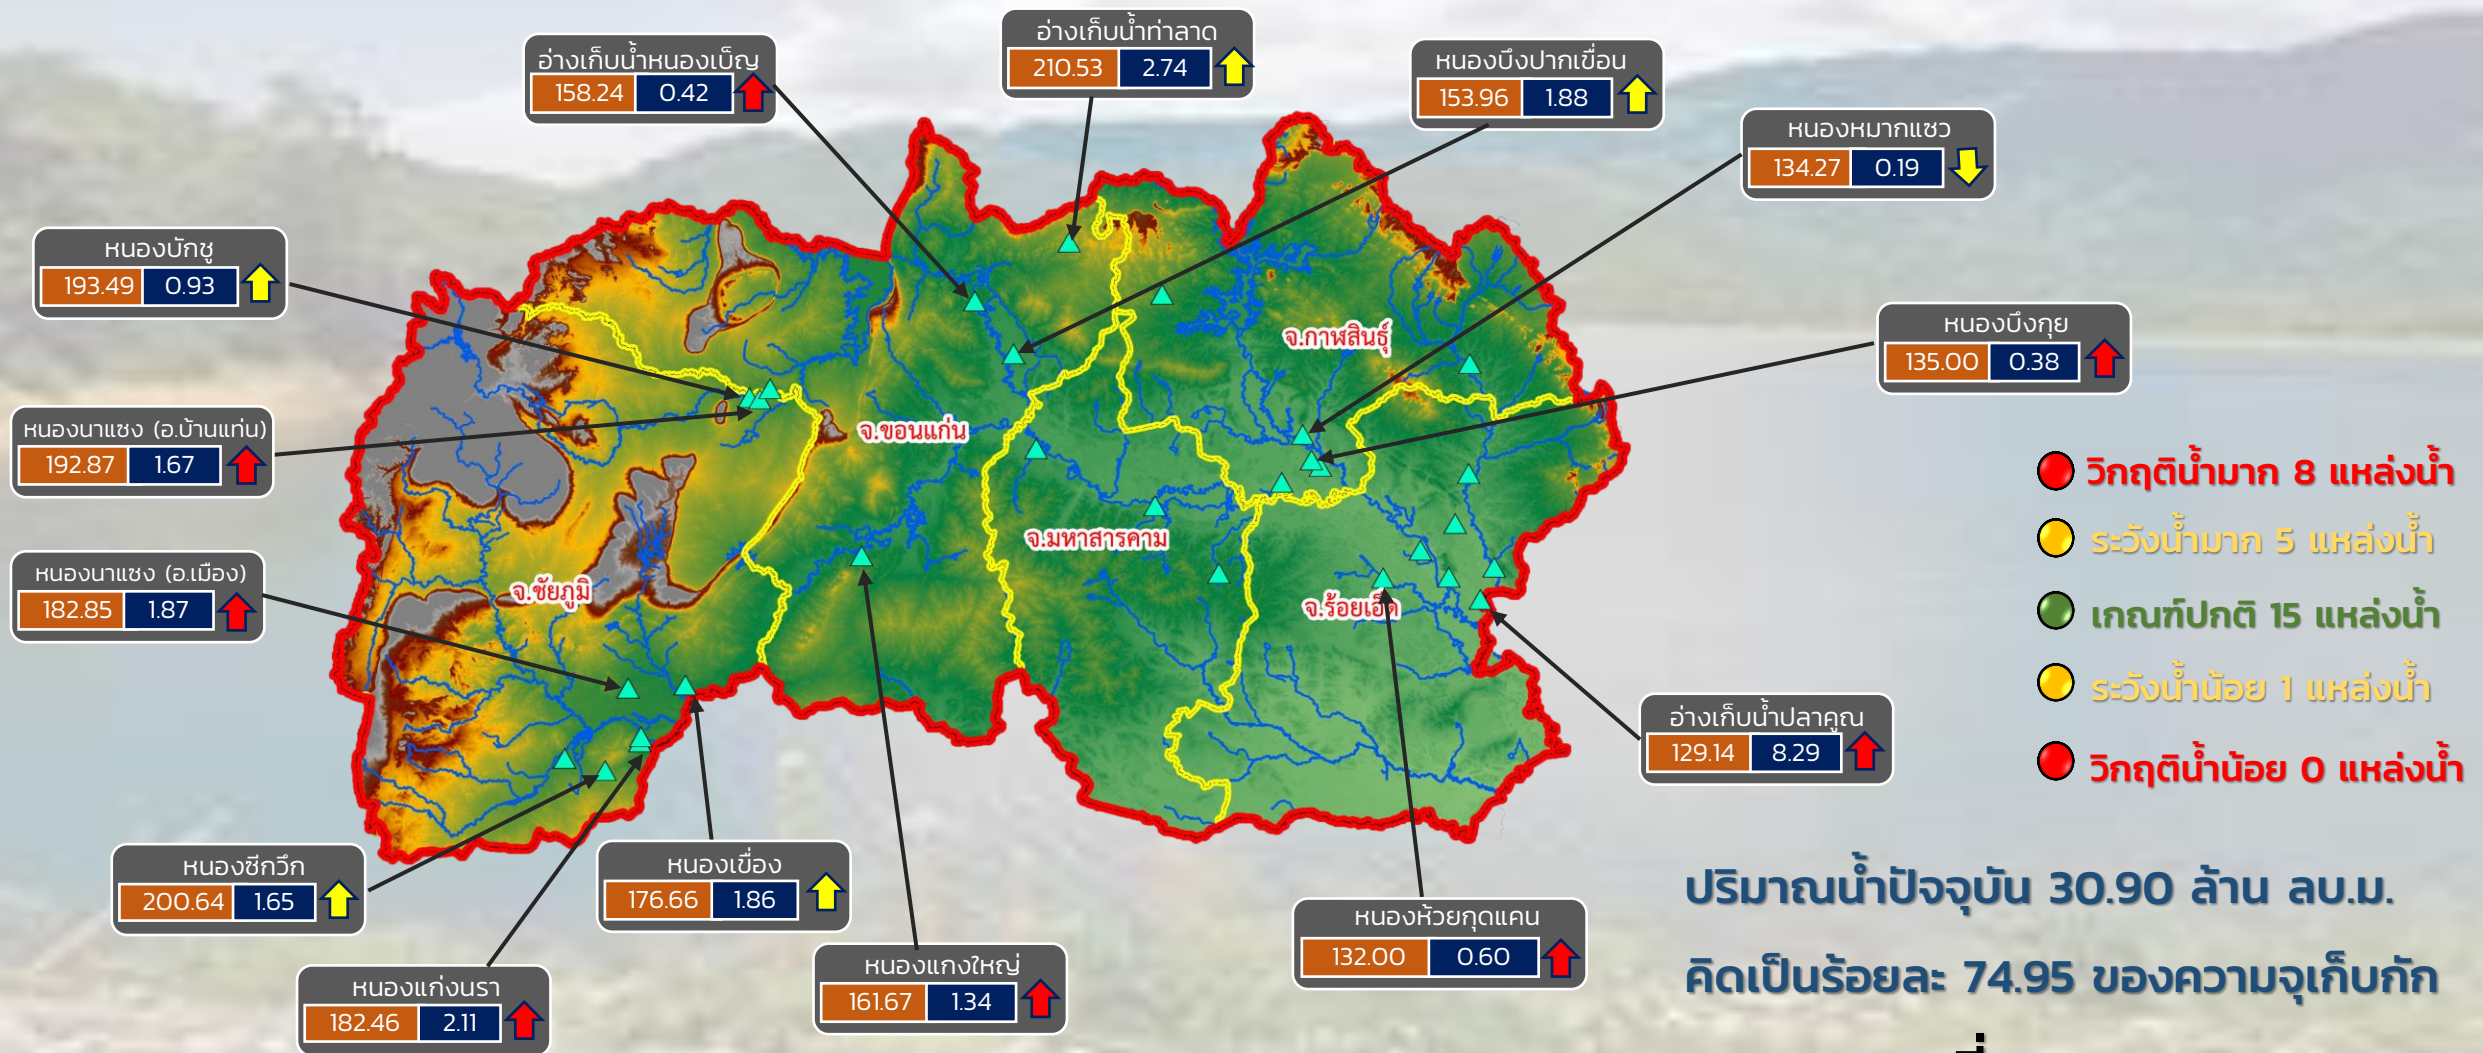 อ่างเก็บน้ำท่าลาด
210.53 2.74
อ่างเก็บน้ำหนองเบ็ญ
158.24 0.42
หนองบึงปากเขื่อน
153.96 1.88
หนองหมากแซว
134.27 0.19
หนองบักซู
193.49 0.93
หนองบึงกุย
135.00 0.38
จ.กาฬสินธุ์
หนองนาแซง (อ.บ้านแท่น)
192.87 1.67
จ.ขอนแก่น
จ.มหาสารคาม
หนองนาแซง (อ.เมือง)
182.85 1.87
จ.ชัยภูมิ
จ.ร้อยเอ็ด
วิกฤติน้ำมาก 8 แหล่งน้ำ
ระวังน้ำมาก 5 แหล่งน้ำ
เกณฑ์ปกติ 15 แหล่งน้ำ
ระวังน้ำน้อย 1 แหล่งน้ำ
วิกฤติน้ำน้อย 0 แหล่งน้ำ
อ่างเก็บน้ำปลาคูณ
129.14 8.29
หนองซีกวึก
200.64 1.65
หนองเขื่อง
176.66 1.86
หนองห้วยกุดแคน
132.00 0.60
หนองแกงใหญ่
161.67 1.34
หนองแก่งนรา
182.46 2.11
ปริมาณน้ำปัจจุบัน 30.90 ล้าน ลบ.ม.
คิดเป็นร้อยละ 74.95 ของความจุเก็บกัก